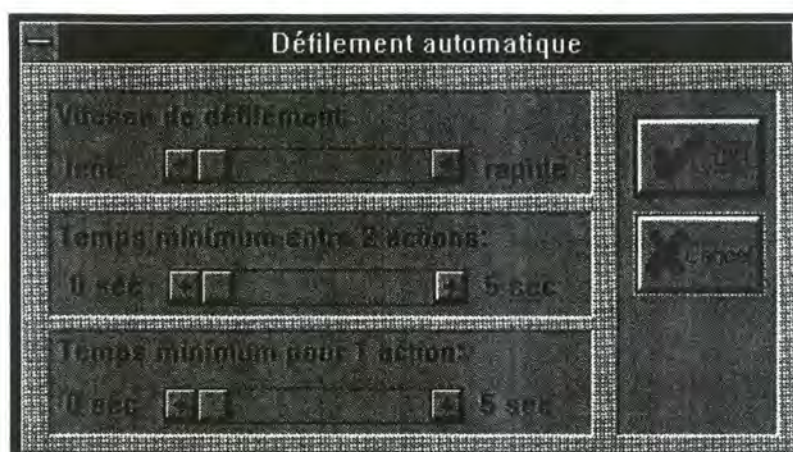 Défilement automatique
Vitesse de défilement:
lent rapide
Temps minimum entre 2 actions:
0 sec 5 sec
Temps minimum pour 1 action:
0 sec 5 sec
Cancel